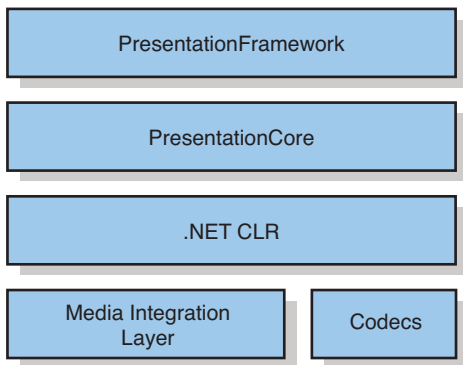 PresentationFramework
PresentationCore
.NET CLR
Media Integration
Layer
Codecs